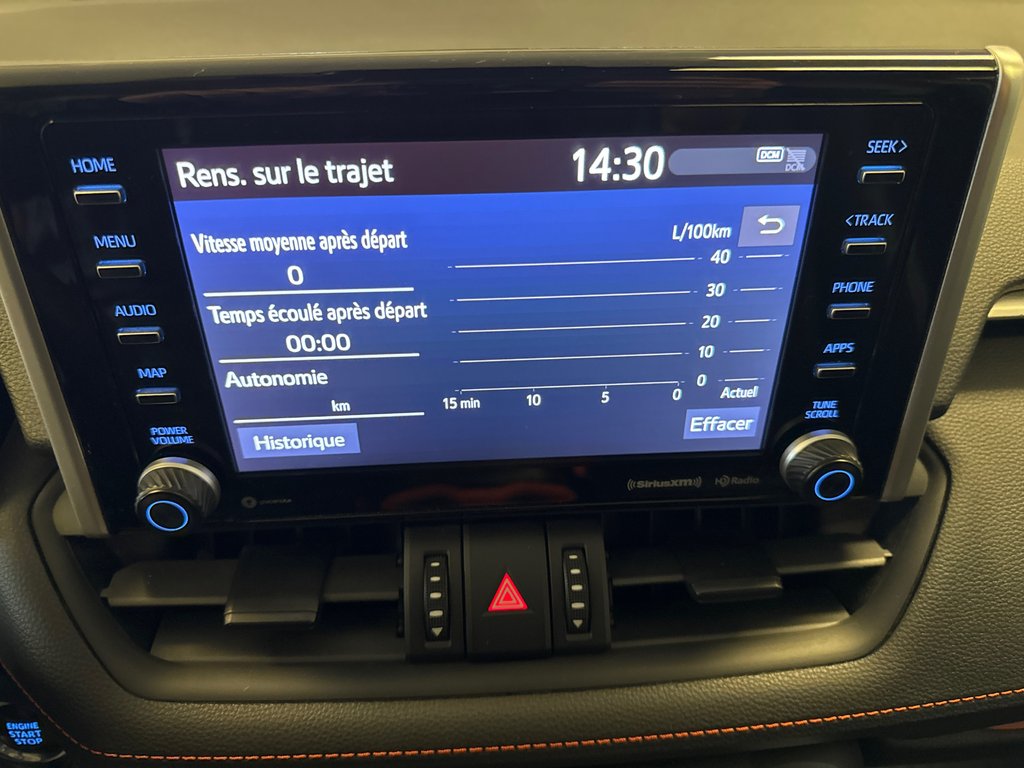 HOME
MENU
AUDIO
MAP
POWER
VOLUME
Rens. sur le trajet
14:30
DCM
DCM
Vitesse moyenne après départ
0
Temps écoulé après départ
00:00
Autonomie
km
Historique
L/100km
40
30
20
10
0
15 min 10 5 0 Actuel
Effacer
SEEK>
<TRACK
PHONE
APPS
TUNE
SCROLL
((SiriusXM))
HD Radio
ENGINE
START
STOP